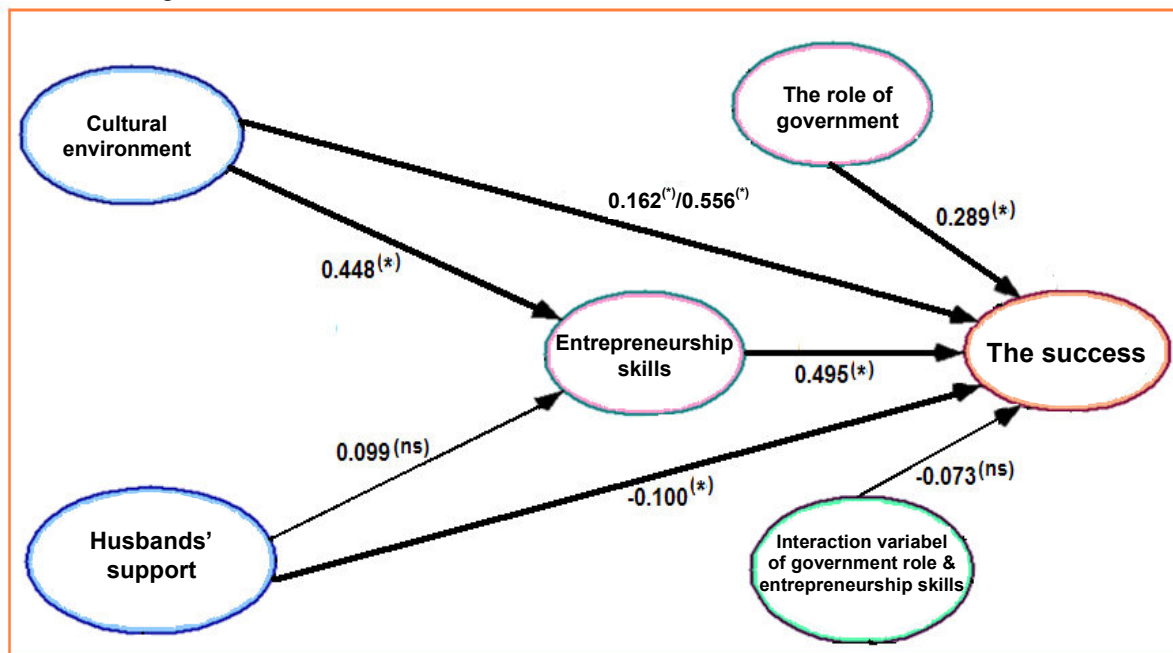 Cultural
environment
The role of
government
0.162(*)/0.556(*)
0.289(*)
0.448(*)
Entrepreneurship
skills
The success
0.495(*)
0.099(ns)
-0.100(*)
-0.073(ns)
Husbands'
support
Interaction variabel
of government role &
entrepreneurship skills